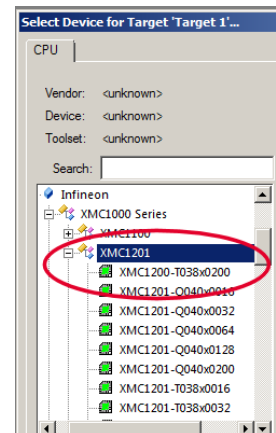 Select Device for Target 'Target 1'...
CPU
Vendor: <unknown>
Device: <unknown>
Toolset: <unknown>
Search:
Infineon
XMC1000 Series
XMC1100
XMC1201
XMC1200-T038x0200
XMC1201-Q040x0016
XMC1201-Q040x0032
XMC1201-Q040x0064
XMC1201-Q040x0128
XMC1201-Q040x0200
XMC1201-T038x0016
XMC1201-T038x0032